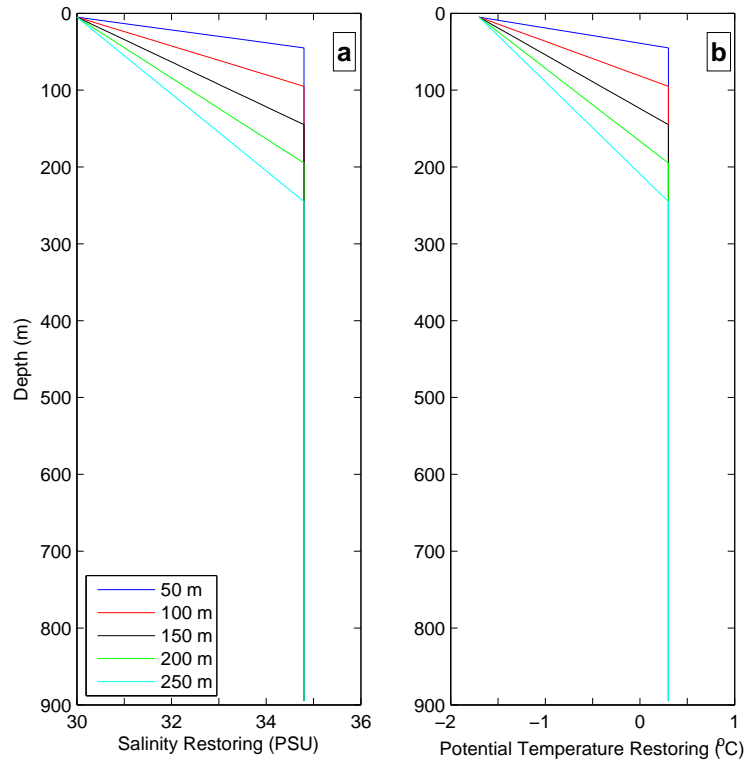 a
0
100
200
300
400
500
600
700
800
900
Depth (m)
50 m
100 m
150 m
200 m
250 m
30
32
34
36
Salinity Restoring (PSU)
b
0
100
200
300
400
500
600
700
800
900
−2
−1
0
1
Potential Temperature Restoring (⁰C)